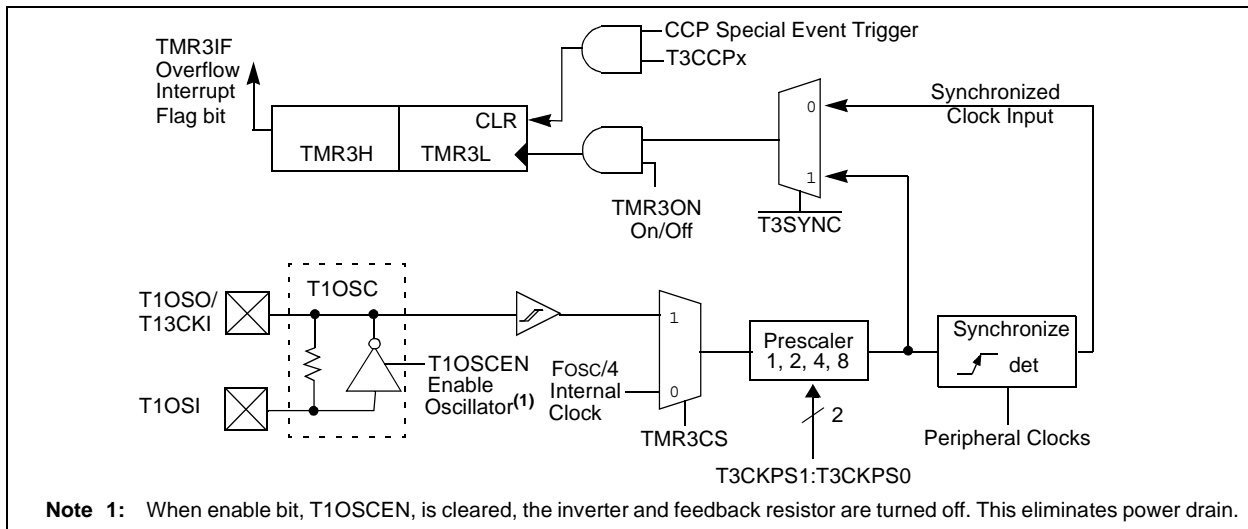 TMR3IF
Overflow
Interrupt
Flag bit
CCP Special Event Trigger
T3CCPx
CLR
TMR3H
TMR3L
TMR3ON
On/Off
0
1
T3SYNC
Synchronized
Clock Input
T1OSO/
T13CKI
T1OSI
T1OSC
T1OSCEN
Enable
Oscillator(1)
FOSC/4
Internal
Clock
1
0
TMR3CS
Prescaler
1, 2, 4, 8
2
T3CKPS1:T3CKPS0
Synchronize
det
Peripheral Clocks
Note 1: When enable bit, T1OSCEN, is cleared, the inverter and feedback resistor are turned off. This eliminates power drain.